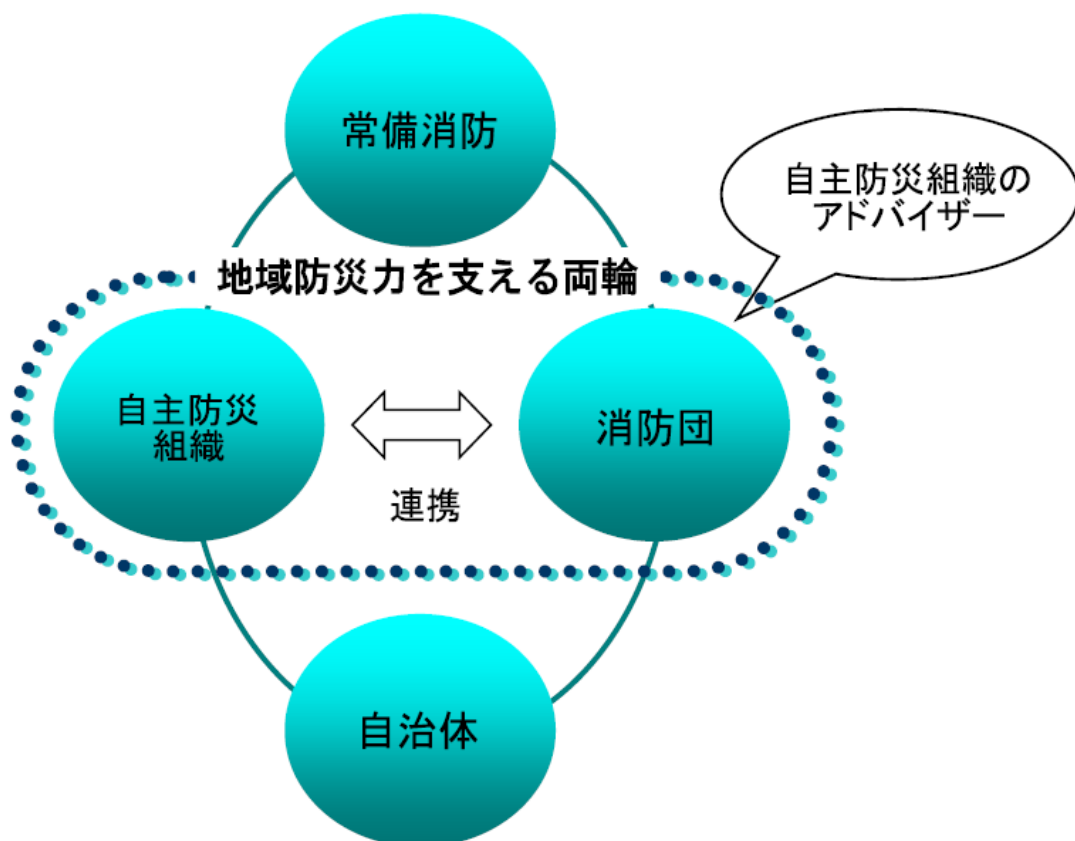 常備消防
自主防災組織の
アドバイザー
地域防災力を支える両輪
自主防災
組織
消防団
連携
自治体